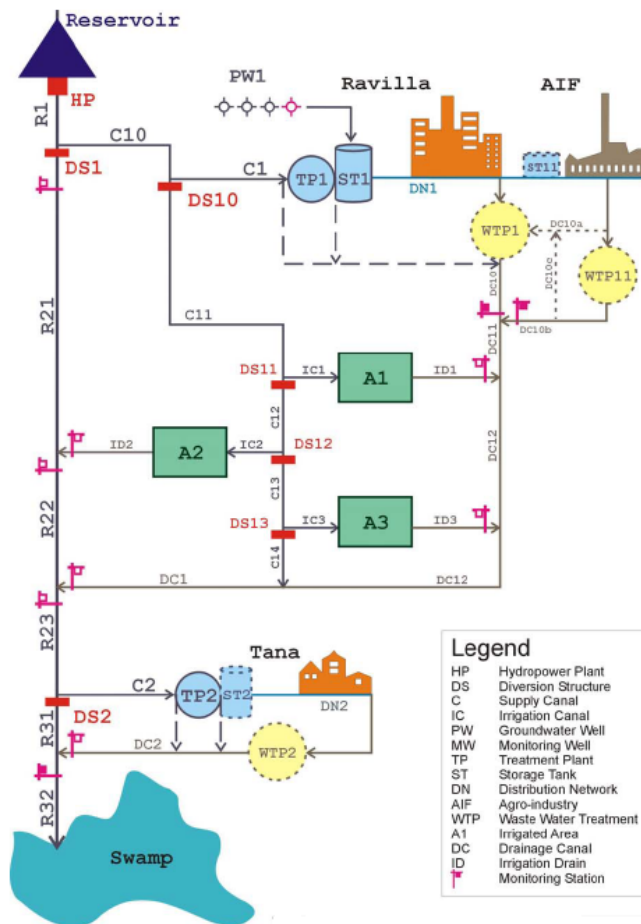 Reservoir
HP
R1
PW1
Ravilla
AIF
C10
DS1
C1
TP1
ST1
DN1
ST11
DS10
WTP1
DC10a
DC10c
DC10
WTP11
DC10b
DC11
R21
C11
DS11
IC1
A1
ID1
C12
DC12
ID2
A2
IC2
DS12
C13
R22
DS13
IC3
A3
ID3
C14
DC1
DC12
R23
Tana
C2
TP2
ST2
DN2
DS2
R31
DC2
WTP2
R32
Swamp
Legend
HP Hydropower Plant
DS Diversion Structure
C Supply Canal
IC Irrigation Canal
PW Groundwater Well
MW Monitoring Well
TP Treatment Plant
ST Storage Tank
DN Distribution Network
AIF Agro-industry
WTP Waste Water Treatment
A1 Irrigated Area
DC Drainage Canal
ID Irrigation Drain
Monitoring Station